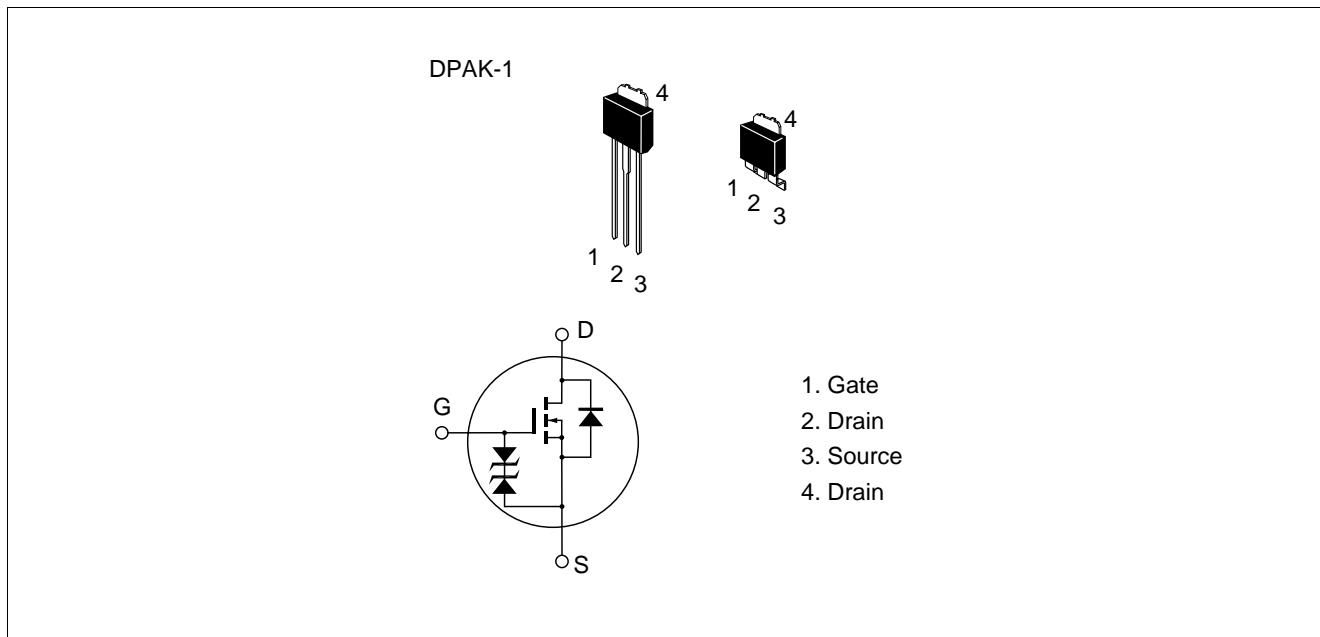 DPAK-1
4
4
1
2
3
1
2
3
D
G
S
1. Gate
2. Drain
3. Source
4. Drain